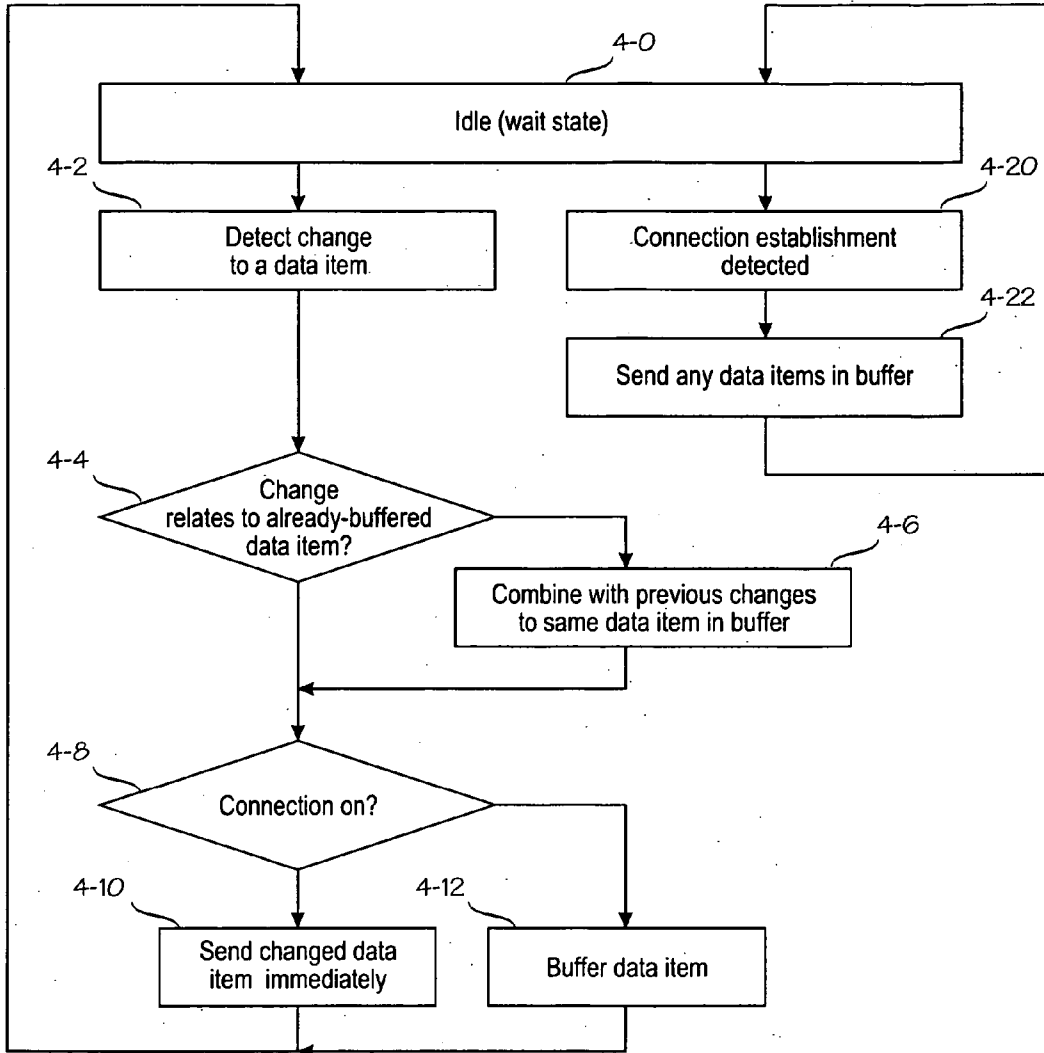 4-0
Idle (wait state)
4-2
Detect change
to a data item
4-20
Connection establishment
detected
4-22
Send any data items in buffer
4-4
Change
relates to already-buffered
data item?
4-6
Combine with previous changes
to same data item in buffer
4-8
Connection on?
4-10
Send changed data
item immediately
4-12
Buffer data item